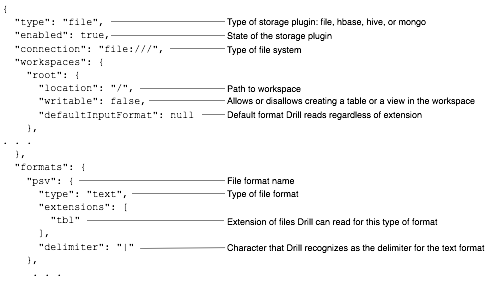 {
"type": "file", Type of storage plugin: file, hbase, hive, or mongo
"enabled": true, State of the storage plugin
"connection": "file:///", Type of file system
"workspaces": {
"root": {
"location": "/", Path to workspace
"writable": false, Allows or disallows creating a table or a view in the workspace
"defaultInputFormat": null Default format Drill reads regardless of extension
},
. . .
},
"formats": {
"psv": { File format name
"type": "text", Type of file format
"extensions": [
"tbl" Extension of files Drill can read for this type of format
],
"delimiter": "|" Character that Drill recognizes as the delimiter for the text format
},
. . .